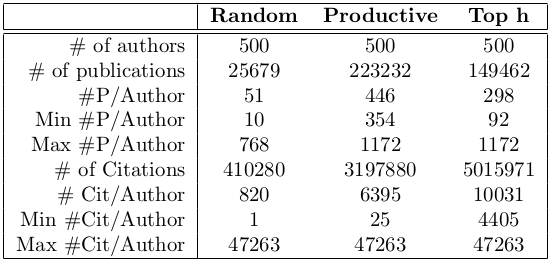 Random Productive Top h
# of authors 500 500 500
# of publications 25679 223232 149462
#P/Author 51 446 298
Min #P/Author 10 354 92
Max #P/Author 768 1172 1172
# of Citations 410280 3197880 5015971
# Cit/Author 820 6395 10031
Min #Cit/Author 1 25 4405
Max #Cit/Author 47263 47263 47263